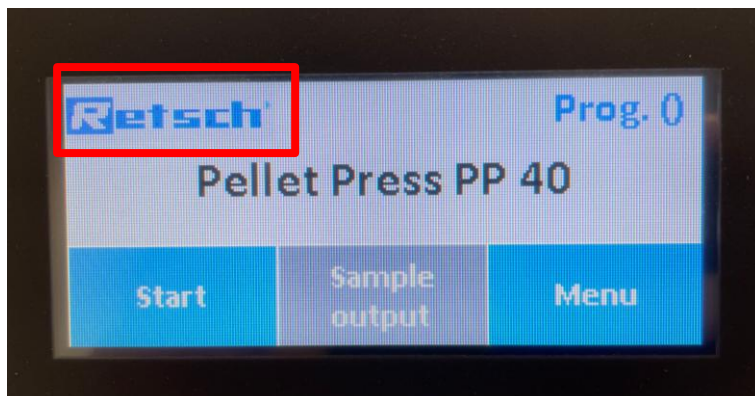 Retsch
Prog. 0
Pellet Press PP 40
Start
Sample
output
Menu